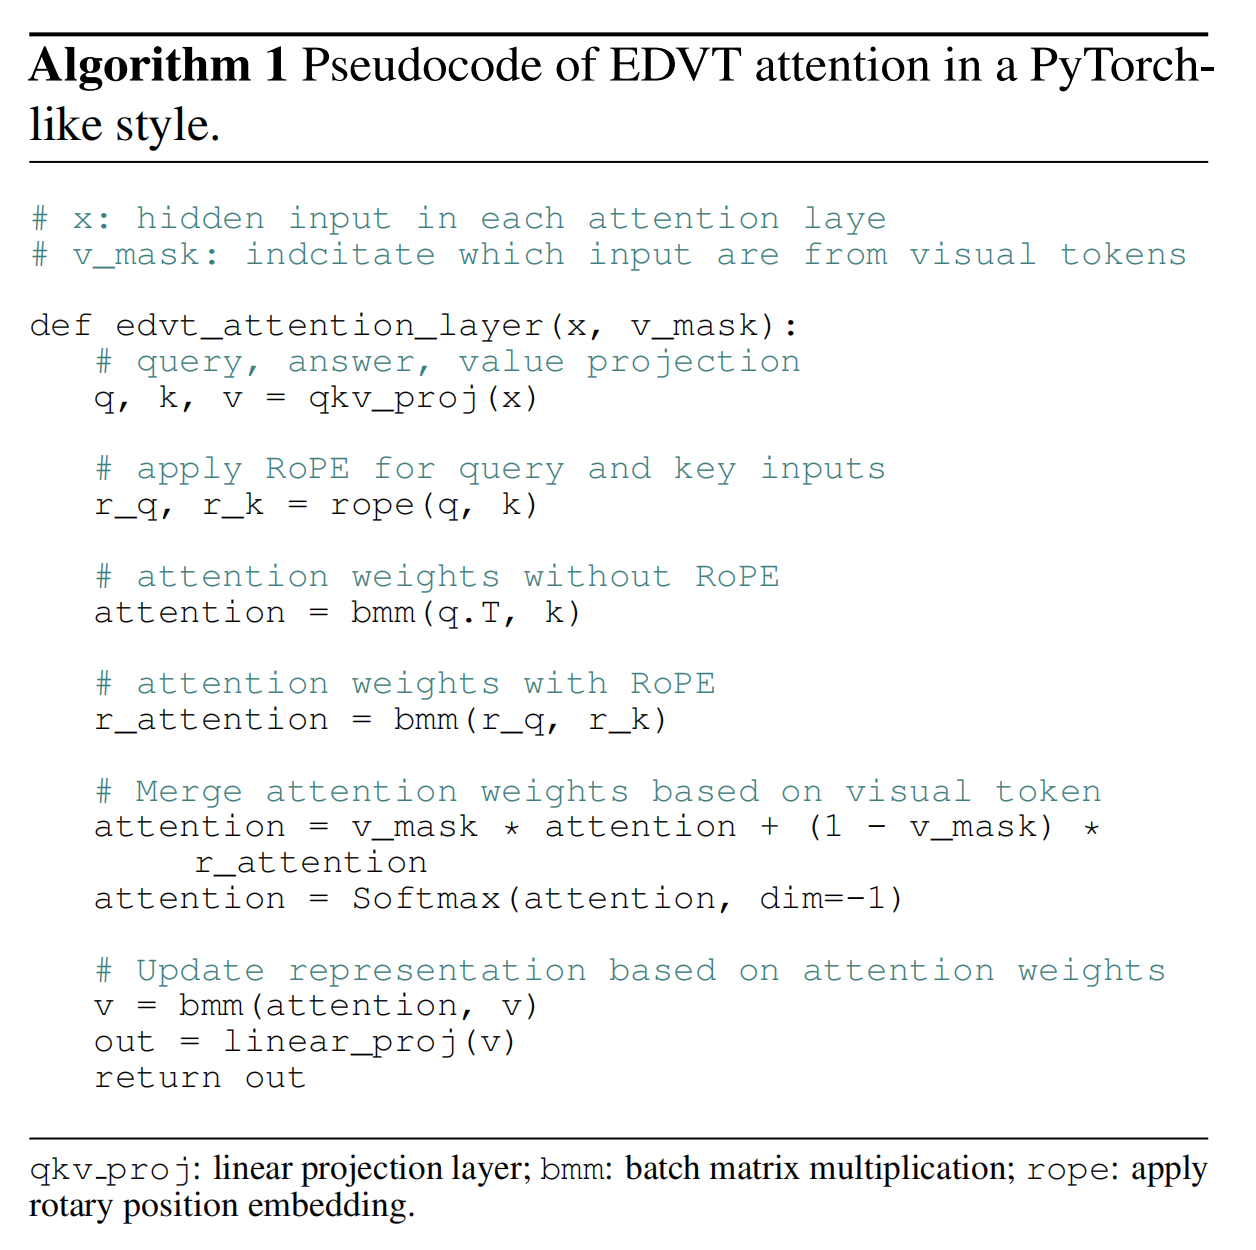 Algorithm 1 Pseudocode of EDVT attention in a PyTorch-
like style.
# x: hidden input in each attention laye
# v_mask: indcitate which input are from visual tokens
def edvt_attention_layer(x, v_mask):
# query, answer, value projection
q, k, v = qkv_proj(x)
# apply RoPE for query and key inputs
r_q, r_k = rope(q, k)
# attention weights without RoPE
attention = bmm(q.T, k)
# attention weights with RoPE
r_attention = bmm(r_q, r_k)
# Merge attention weights based on visual token
attention = v_mask * attention + (1 - v_mask) *
r_attention
attention = Softmax(attention, dim=-1)
# Update representation based on attention weights
v = bmm(attention, v)
out = linear_proj(v)
return out
qkv_proj: linear projection layer; bmm: batch matrix multiplication; rope: apply
rotary position embedding.